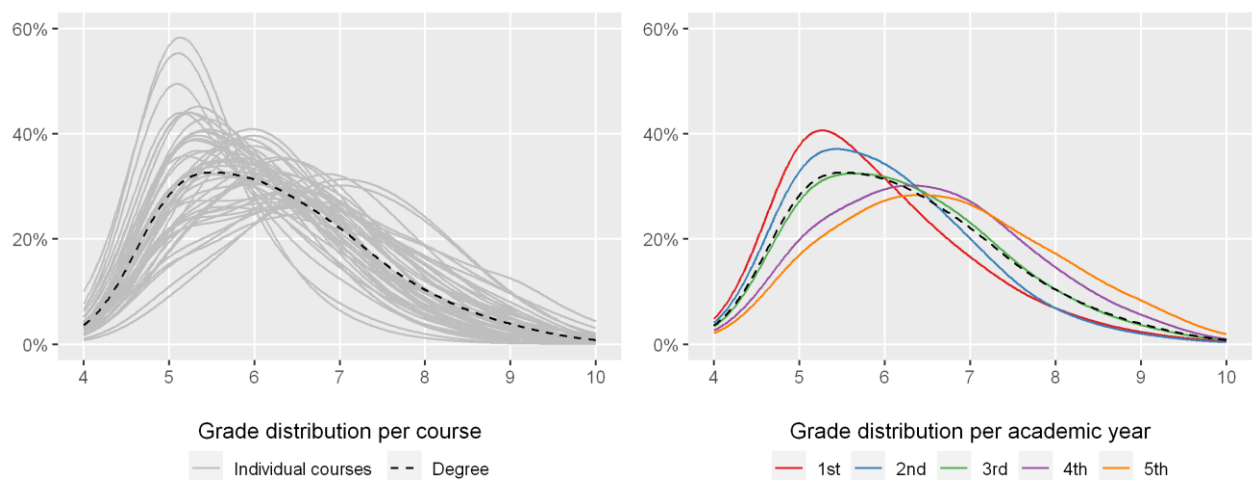 60%
40%
20%
0%
4 5 6 7 8 9 10
Grade distribution per course
Individual courses Degree
60%
40%
20%
0%
4 5 6 7 8 9 10
Grade distribution per academic year
1st 2nd 3rd 4th 5th